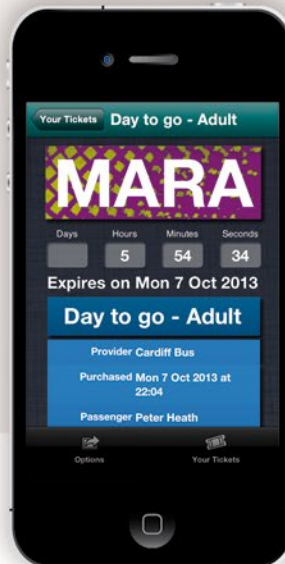 Your Tickets
Day to go - Adult
MARA
Days Hours Minutes Seconds
5 54 34
Expires on Mon 7 Oct 2013
Day to go - Adult
Provider Cardiff Bus
Purchased Mon 7 Oct 2013 at
22:04
Passenger Peter Heath
Options Your Tickets